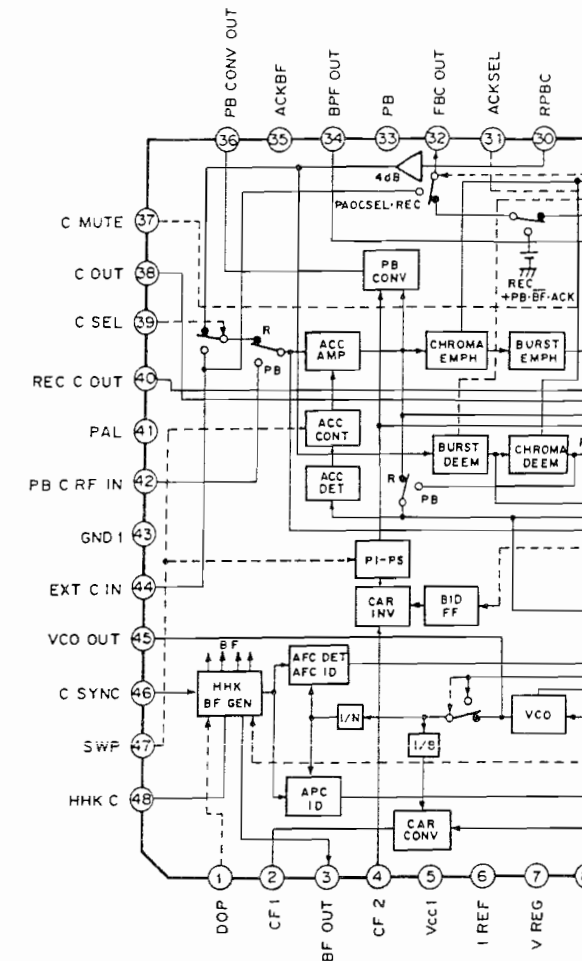 PB CONV OUT
ACKBF
BPF OUT
PB
FBC OUT
ACKSEL
RPBC
36
35
34
33
32
31
30
4dB
PAOCSEL·REC
C MUTE
37
C OUT
38
PB
CONV
REC
+PB·BF·ACK
C SEL
39
R
PB
ACC
AMP
CHROMA
EMPH
BURST
EMPH
REC C OUT
40
PAL
41
ACC
CONT
BURST
DEEM
CHROMA
DEEM
PB C RF IN
42
ACC
DET
R
PB
GND 1
43
PI-PS
EXT C IN
44
CAR
INV
BID
FF
VCO OUT
45
BF
AFC DET
AFC ID
C SYNC
46
HHK
BF GEN
1/N
VCO
SWP
47
1/8
HHK C
48
APC
ID
CAR
CONV
1
2
3
4
5
6
7
DOP
CF 1
BF OUT
CF 2
Vcc 1
I REF
V REG